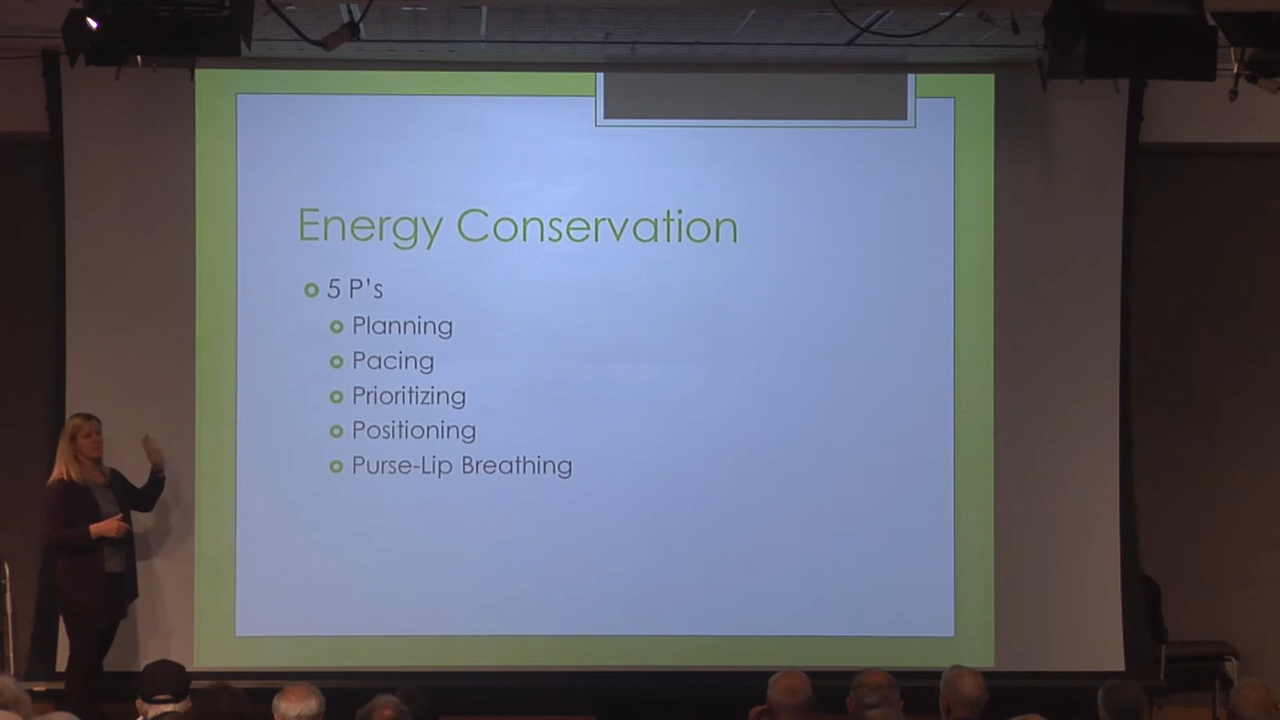 Energy Conservation
5 P's
Planning
Pacing
Prioritizing
Positioning
Purse-Lip Breathing